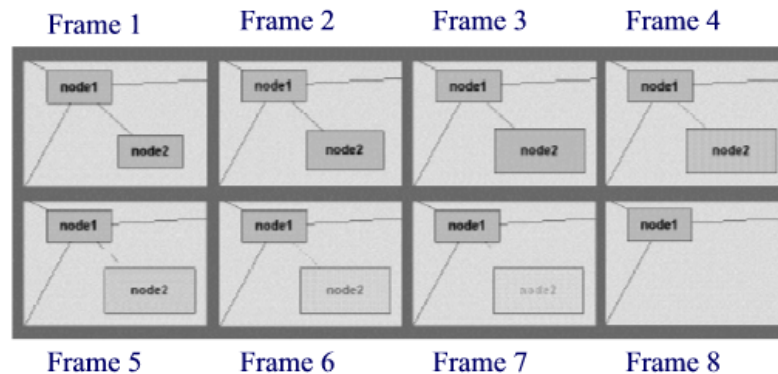 Frame 1 Frame 2 Frame 3 Frame 4
node1 node1 node1 node1
node2 node2 node2 node2
node1 node1 node1 node1
node2 node2 node2
Frame 5 Frame 6 Frame 7 Frame 8